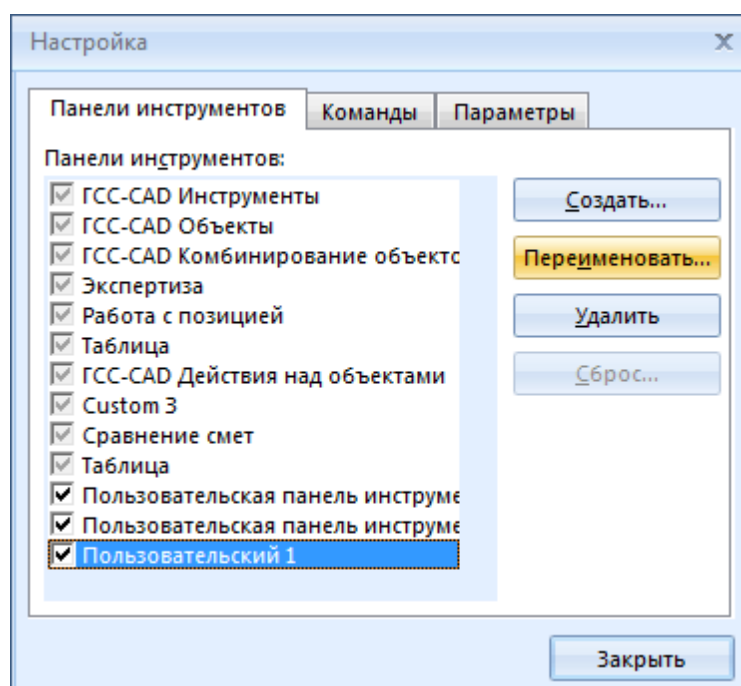 Настройка
Панели инструментов
Команды
Параметры
Панели инструментов:
ГСС-CAD Инструменты
ГСС-CAD Объекты
ГСС-CAD Комбинирование объекто
Экспертиза
Работа с позицией
Таблица
ГСС-CAD Действия над объектами
Custom 3
Сравнение смет
Таблица
Пользовательская панель инструме
Пользовательская панель инструме
Пользовательский 1
Создать...
Переименовать...
Удалить
Сброс...
Закрыть